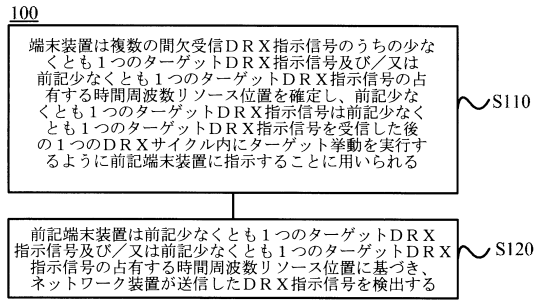 100
端末装置は複数の間欠受信DRX指示信号のうちの少な
くとも1つのターゲットDRX指示信号及び/又は
前記少なくとも1つのターゲットDRX指示信号の占
有する時間周波数リソース位置を確定し、前記少な
くとも1つのターゲットDRX指示信号は前記少なく
とも1つのターゲットDRX指示信号を受信した後
の1つのDRXサイクル内にターゲット挙動を実行す
るように前記端末装置に指示することに用いられる
S110
前記端末装置は前記少なくとも1つのターゲットDRX
指示信号及び/又は前記少なくとも1つのターゲットDRX
指示信号の占有する時間周波数リソース位置に基づき、
ネットワーク装置が送信したDRX指示信号を検出する
S120